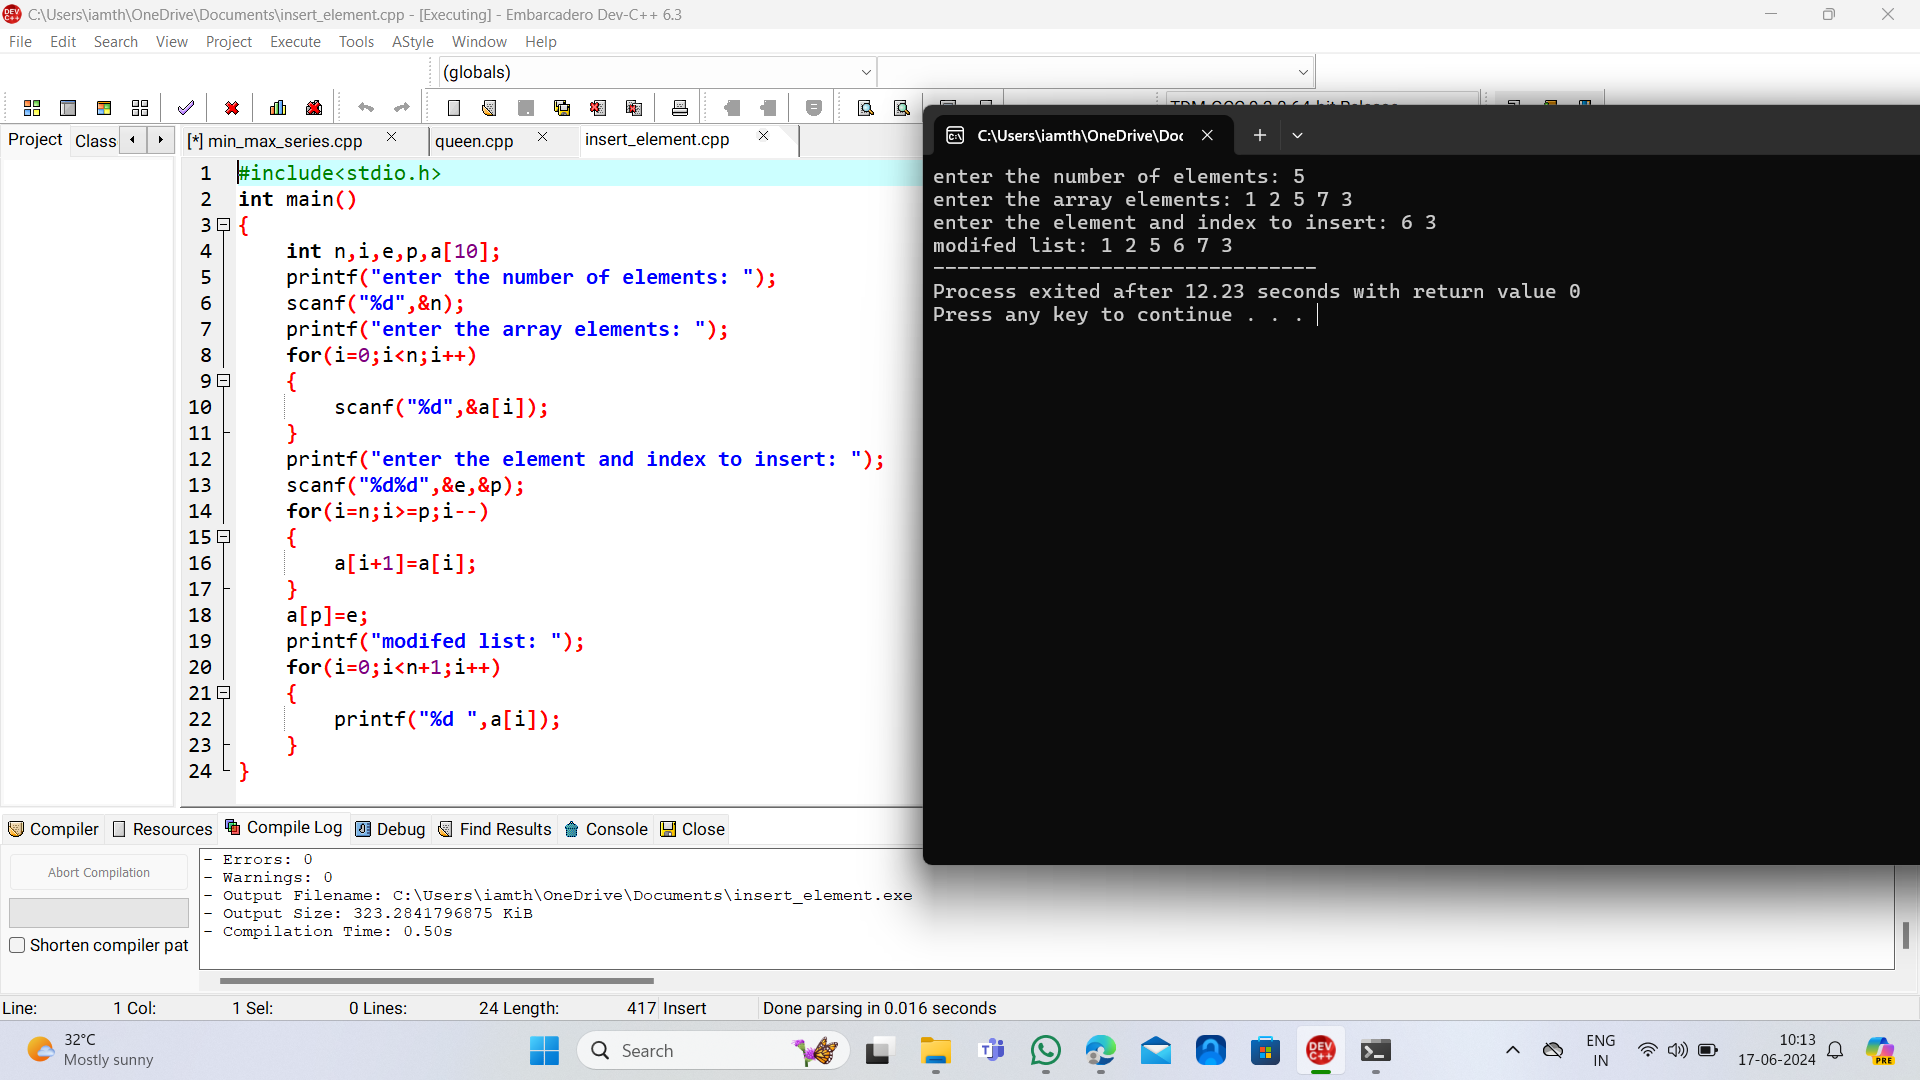 C:\Users\iamth\OneDrive\Documents\insert_element.cpp - [Executing] - Embarcadero Dev-C++ 6.3
File Edit Search View Project Execute Tools AStyle Window Help
(globals)
Project Class [*] min_max_series.cpp queen.cpp insert_element.cpp
1 #include<stdio.h>
2 int main()
3 {
4 int n,i,e,p,a[10];
5 printf("enter the number of elements: ");
6 scanf("%d",&n);
7 printf("enter the array elements: ");
8 for(i=0;i<n;i++)
9 {
10 scanf("%d",&a[i]);
11 }
12 printf("enter the element and index to insert: ");
13 scanf("%d%d",&e,&p);
14 for(i=n;i>=p;i--)
15 {
16 a[i+1]=a[i];
17 }
18 a[p]=e;
19 printf("modifed list: ");
20 for(i=0;i<n+1;i++)
21 {
22 printf("%d ",a[i]);
23 }
24 }
C:\Users\iamth\OneDrive\Doc
enter the number of elements: 5
enter the array elements: 1 2 5 7 3
enter the element and index to insert: 6 3
modifed list: 1 2 5 6 7 3
--------------------------------
Process exited after 12.23 seconds with return value 0
Press any key to continue . . .
Compiler Resources Compile Log Debug Find Results Console Close
Abort Compilation
Shorten compiler pat
- Errors: 0
- Warnings: 0
- Output Filename: C:\Users\iamth\OneDrive\Documents\insert_element.exe
- Output Size: 323.2841796875 KiB
- Compilation Time: 0.50s
Line: 1 Col: 1 Sel: 0 Lines: 24 Length: 417 Insert Done parsing in 0.016 seconds
32°C
Mostly sunny
Search
DEV C++
ENG
IN
10:13
17-06-2024
PRE